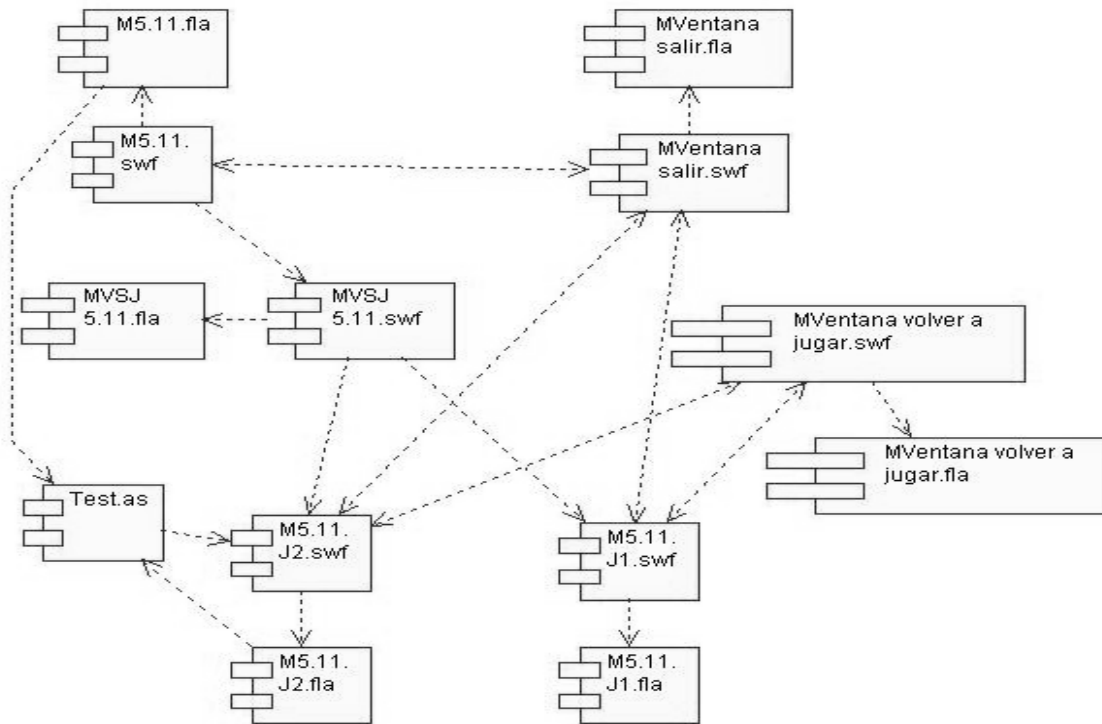 M5.11.fla
MVentana
salir.fla
M5.11.
swf
MVentana
salir.swf
MVSJ
5.11.fla
MVSJ
5.11.swf
MVentana volver a
jugar.swf
MVentana volver a
jugar.fla
Test.as
M5.11.
J2.swf
M5.11.
J1.swf
M5.11.
J2.fla
M5.11.
J1.fla